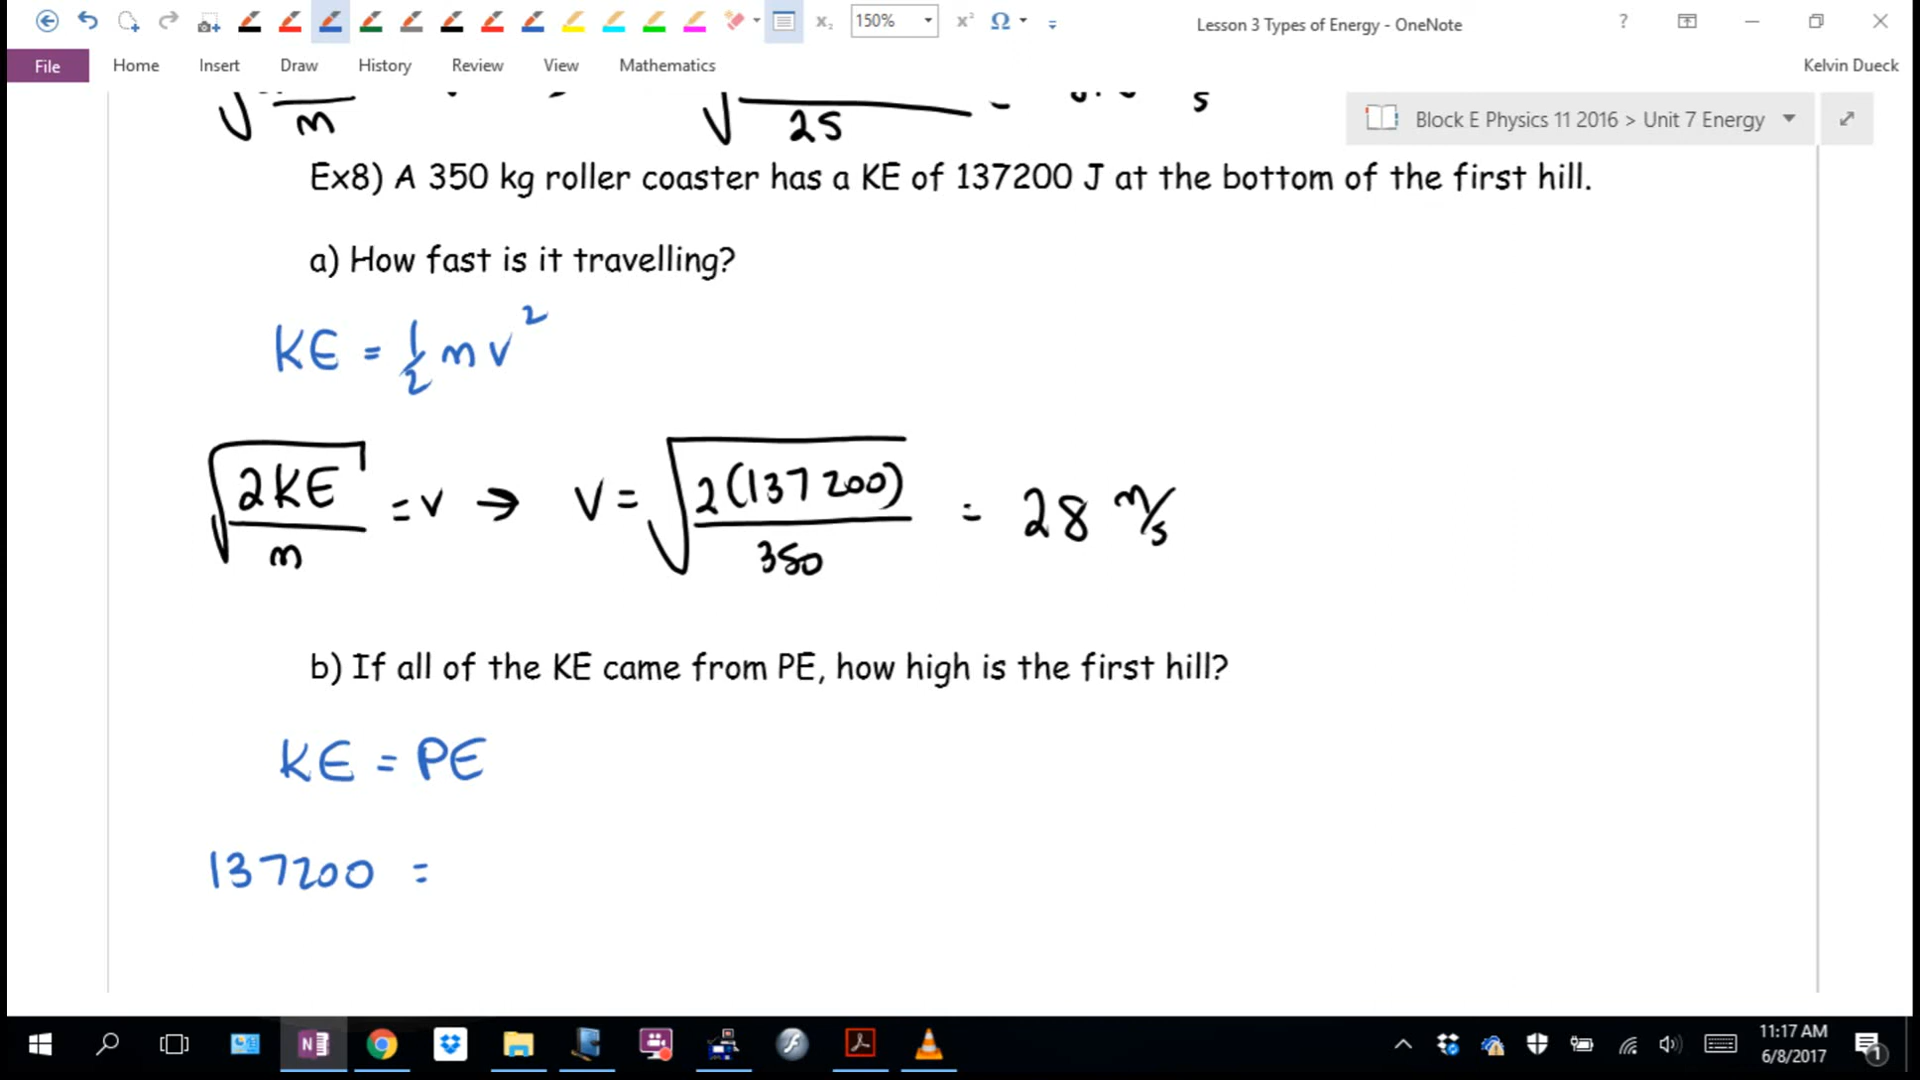 150%
Lesson 3 Types of Energy - OneNote
File Home Insert Draw History Review View Mathematics
Kelvin Dueck
Block E Physics 11 2016 > Unit 7 Energy
m
25
s
Ex8) A 350 kg roller coaster has a KE of 137200 J at the bottom of the first hill.
a) How fast is it travelling?
KE = 1/2 mv²
√(2KE/m) = v → v = √(2(137200)/350) = 28 m/s
b) If all of the KE came from PE, how high is the first hill?
KE = PE
137200 =
11:17 AM
6/8/2017
1